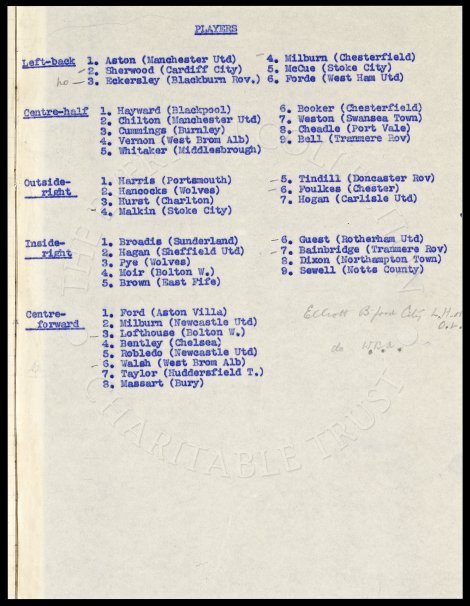 PLAYERS
Left-back 1. Aston (Manchester Utd) 4. Milburn (Chesterfield)
2. Sherwood (Cardiff City) 5. McCue (Stoke City)
no 3. Eckersley (Blackburn Rov.) 6. Forde (West Ham Utd)
Centre-half 1. Hayward (Blackpool) 6. Booker (Chesterfield)
2. Chilton (Manchester Utd) 7. Weston (Swansea Town)
3. Cummings (Burnley) 8. Cheadle (Port Vale)
4. Vernon (West Brom Alb) 9. Bell (Tranmere Rov)
5. Whitaker (Middlesbrough)
Outside- 1. Harris (Portsmouth) 5. Tindill (Doncaster Rov)
right 2. Hancocks (Wolves) 6. Foulkes (Chester)
3. Hurst (Charlton) 7. Hogan (Carlisle Utd)
4. Malkin (Stoke City)
Inside- 1. Broadis (Sunderland) 6. Guest (Rotherham Utd)
right 2. Hagan (Sheffield Utd) 7. Bainbridge (Tranmere Rov)
3. Pye (Wolves) 8. Dixon (Northampton Town)
4. Moir (Bolton W.) 9. Sewell (Notts County)
5. Brown (East Fife)
Centre- 1. Ford (Aston Villa)
forward 2. Milburn (Newcastle Utd)
3. Lofthouse (Bolton W.)
4. Bentley (Chelsea)
5. Robledo (Newcastle Utd)
6. Walsh (West Brom Alb)
7. Taylor (Huddersfield T.)
8. Massart (Bury)
Elliott B'ford City L.H.
do W.B.A.
CHARITABLE TRUST